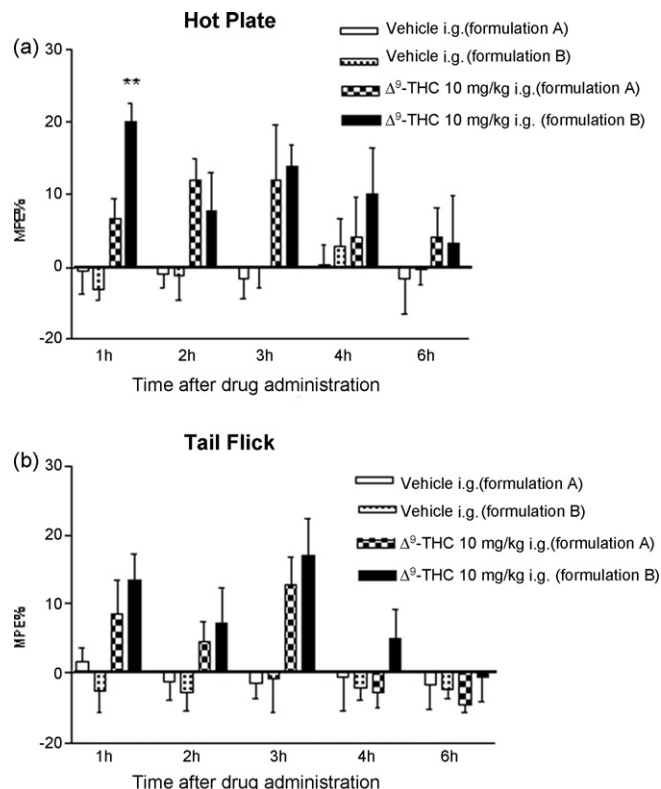 Hot Plate
(a)
Vehicle i.g.(formulation A)
Vehicle i.g.(formulation B)
Δ⁹-THC 10 mg/kg i.g.(formulation A)
Δ⁹-THC 10 mg/kg i.g. (formulation B)
30
**
20
10
0
-20
MPE%
1h 2h 3h 4h 6h
Time after drug administration
Tail Flick
(b)
Vehicle i.g.(formulation A)
Vehicle i.g.(formulation B)
Δ⁹-THC 10 mg/kg i.g.(formulation A)
Δ⁹-THC 10 mg/kg i.g. (formulation B)
30
20
10
0
-20
MPE%
1h 2h 3h 4h 6h
Time after drug administration